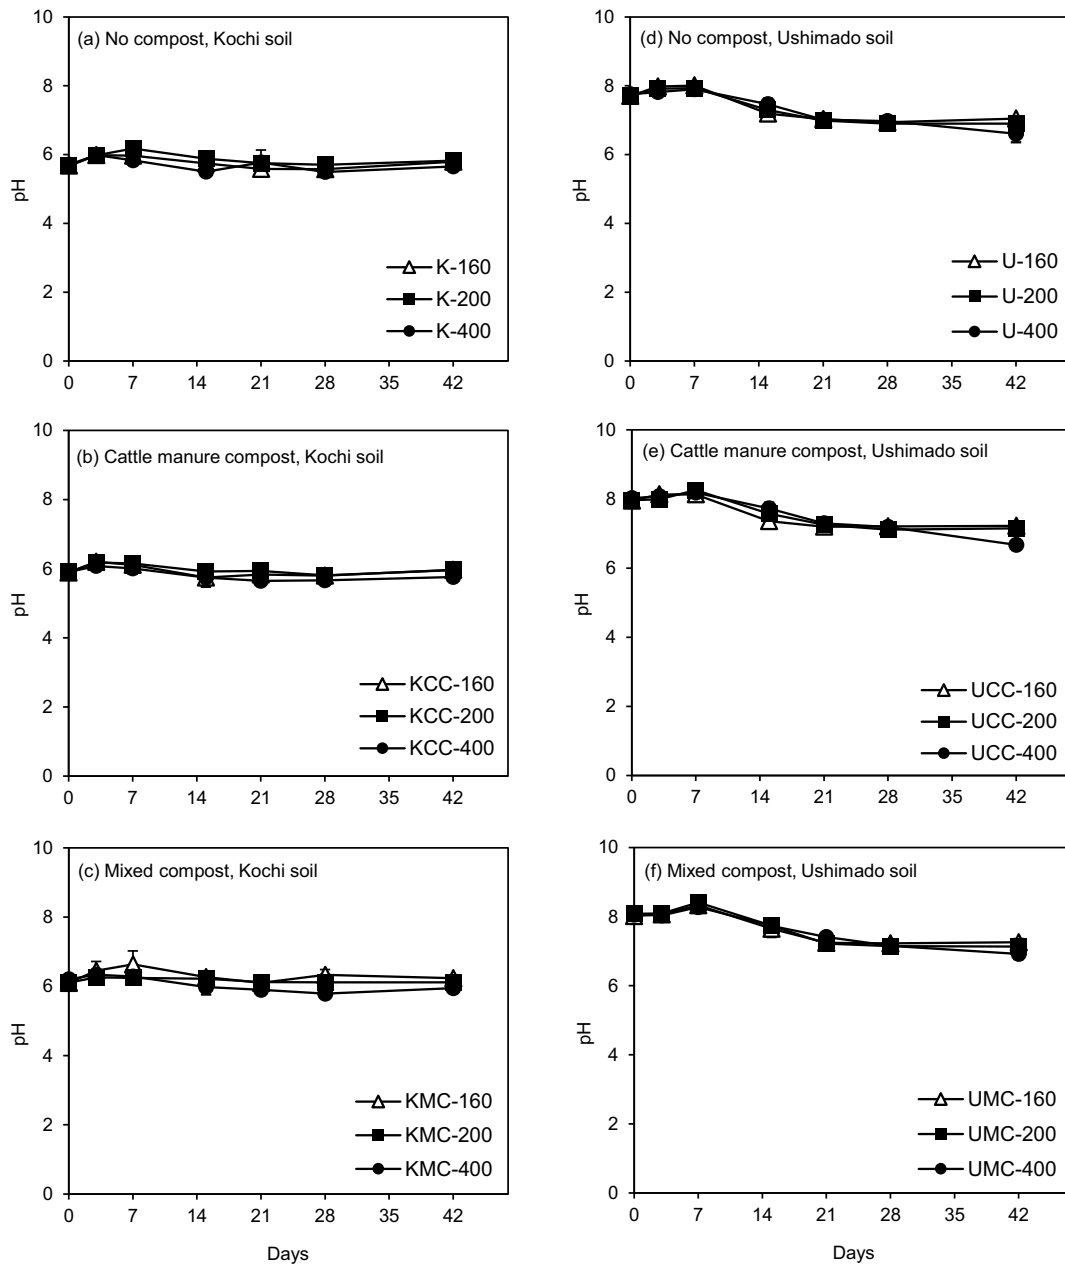 (a) No compost, Kochi soil
10
8
6
4
2
0
pH
K-160
K-200
K-400
0 7 14 21 28 35 42
(d) No compost, Ushimado soil
10
8
6
4
2
0
pH
U-160
U-200
U-400
0 7 14 21 28 35 42
(b) Cattle manure compost, Kochi soil
10
8
6
4
2
0
pH
KCC-160
KCC-200
KCC-400
0 7 14 21 28 35 42
(e) Cattle manure compost, Ushimado soil
10
8
6
4
2
0
pH
UCC-160
UCC-200
UCC-400
0 7 14 21 28 35 42
(c) Mixed compost, Kochi soil
10
8
6
4
2
0
pH
KMC-160
KMC-200
KMC-400
0 7 14 21 28 35 42
Days
(f) Mixed compost, Ushimado soil
10
8
6
4
2
0
pH
UMC-160
UMC-200
UMC-400
0 7 14 21 28 35 42
Days